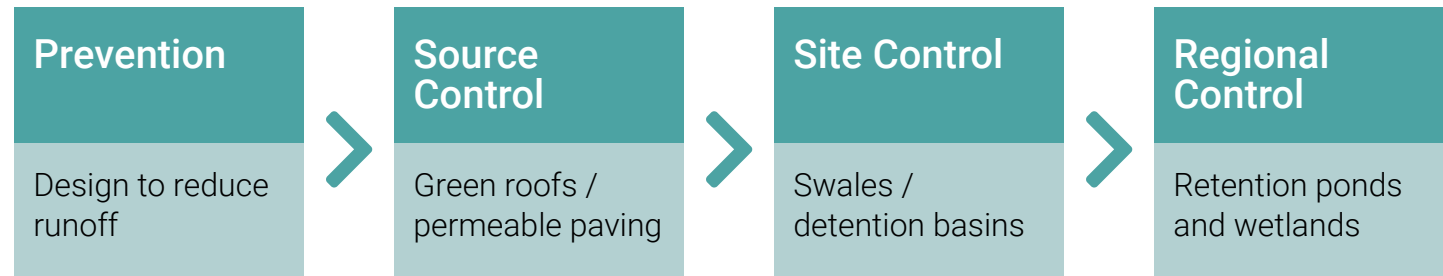 Prevention
Design to reduce
runoff
Source
Control
Green roofs /
permeable paving
Site Control
Swales /
detention basins
Regional
Control
Retention ponds
and wetlands